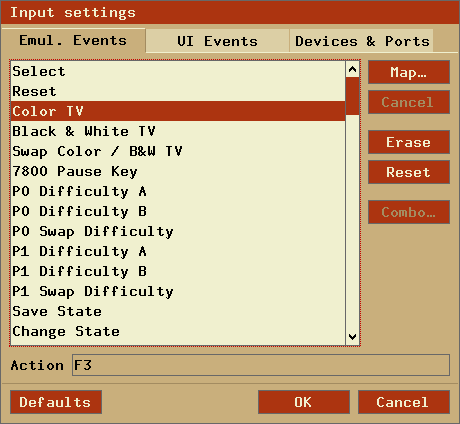 Input settings
Emul. Events UI Events Devices & Ports
Select
Reset
Color TV
Black & White TV
Swap Color / B&W TV
7800 Pause Key
P0 Difficulty A
P0 Difficulty B
P0 Swap Difficulty
P1 Difficulty A
P1 Difficulty B
P1 Swap Difficulty
Save State
Change State
Map…
Cancel
Erase
Reset
Combo…
Action F3
Defaults OK Cancel